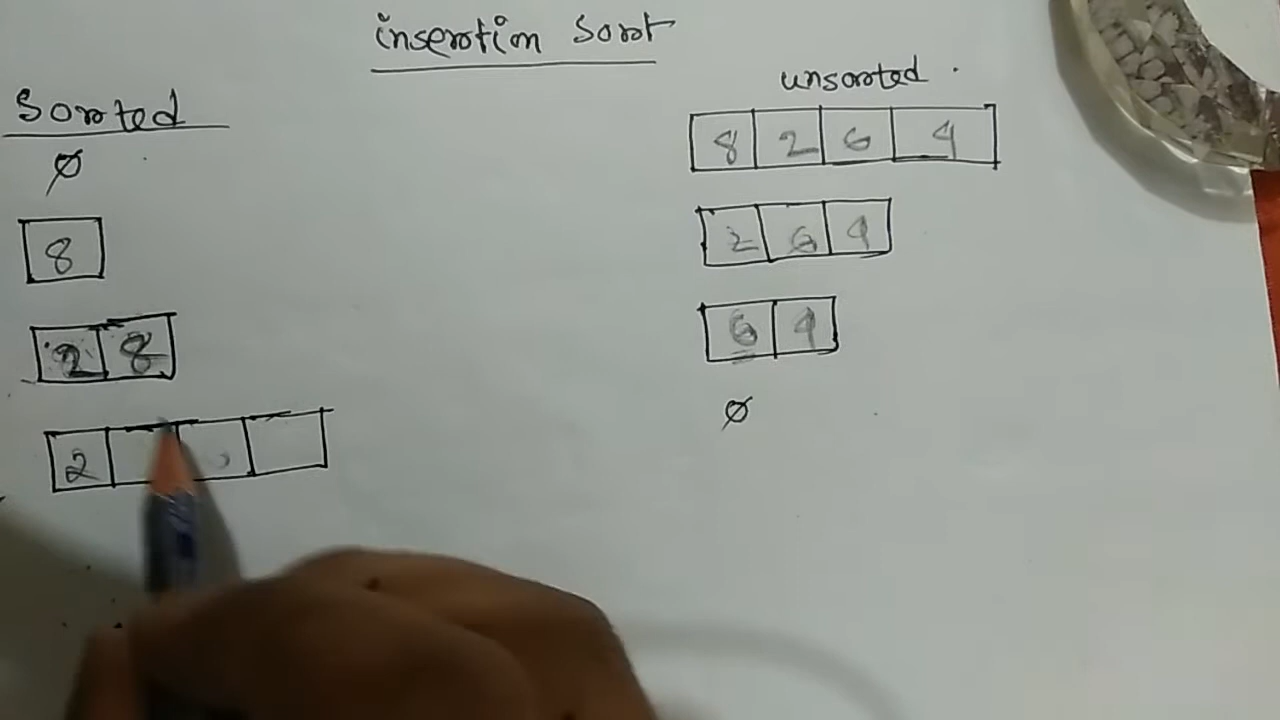 insertion Sort
Sorted
unsorted .
Ø
8 2 6 4
8
2 6 4
2 8
6 4
Ø
2